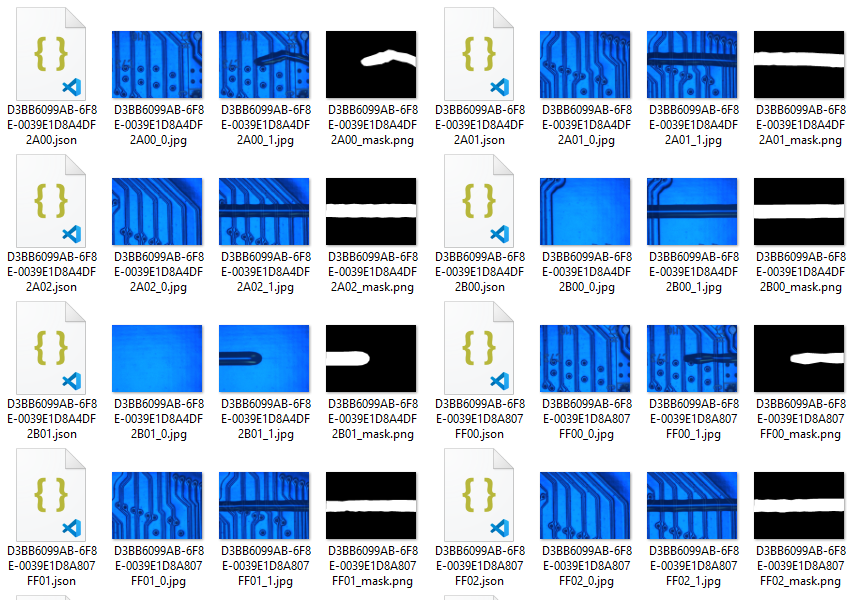 D3BB6099AB-6F8
E-0039E1D8A4DF
2A00.json
D3BB6099AB-6F8
E-0039E1D8A4DF
2A00_0.jpg
D3BB6099AB-6F8
E-0039E1D8A4DF
2A00_1.jpg
D3BB6099AB-6F8
E-0039E1D8A4DF
2A00_mask.png
D3BB6099AB-6F8
E-0039E1D8A4DF
2A01.json
D3BB6099AB-6F8
E-0039E1D8A4DF
2A01_0.jpg
D3BB6099AB-6F8
E-0039E1D8A4DF
2A01_1.jpg
D3BB6099AB-6F8
E-0039E1D8A4DF
2A01_mask.png
D3BB6099AB-6F8
E-0039E1D8A4DF
2A02.json
D3BB6099AB-6F8
E-0039E1D8A4DF
2A02_0.jpg
D3BB6099AB-6F8
E-0039E1D8A4DF
2A02_1.jpg
D3BB6099AB-6F8
E-0039E1D8A4DF
2A02_mask.png
D3BB6099AB-6F8
E-0039E1D8A4DF
2B00.json
D3BB6099AB-6F8
E-0039E1D8A4DF
2B00_0.jpg
D3BB6099AB-6F8
E-0039E1D8A4DF
2B00_1.jpg
D3BB6099AB-6F8
E-0039E1D8A4DF
2B00_mask.png
D3BB6099AB-6F8
E-0039E1D8A4DF
2B01.json
D3BB6099AB-6F8
E-0039E1D8A4DF
2B01_0.jpg
D3BB6099AB-6F8
E-0039E1D8A4DF
2B01_1.jpg
D3BB6099AB-6F8
E-0039E1D8A4DF
2B01_mask.png
D3BB6099AB-6F8
E-0039E1D8A807
FF00.json
D3BB6099AB-6F8
E-0039E1D8A807
FF00_0.jpg
D3BB6099AB-6F8
E-0039E1D8A807
FF00_1.jpg
D3BB6099AB-6F8
E-0039E1D8A807
FF00_mask.png
D3BB6099AB-6F8
E-0039E1D8A807
FF01.json
D3BB6099AB-6F8
E-0039E1D8A807
FF01_0.jpg
D3BB6099AB-6F8
E-0039E1D8A807
FF01_1.jpg
D3BB6099AB-6F8
E-0039E1D8A807
FF01_mask.png
D3BB6099AB-6F8
E-0039E1D8A807
FF02.json
D3BB6099AB-6F8
E-0039E1D8A807
FF02_0.jpg
D3BB6099AB-6F8
E-0039E1D8A807
FF02_1.jpg
D3BB6099AB-6F8
E-0039E1D8A807
FF02_mask.png